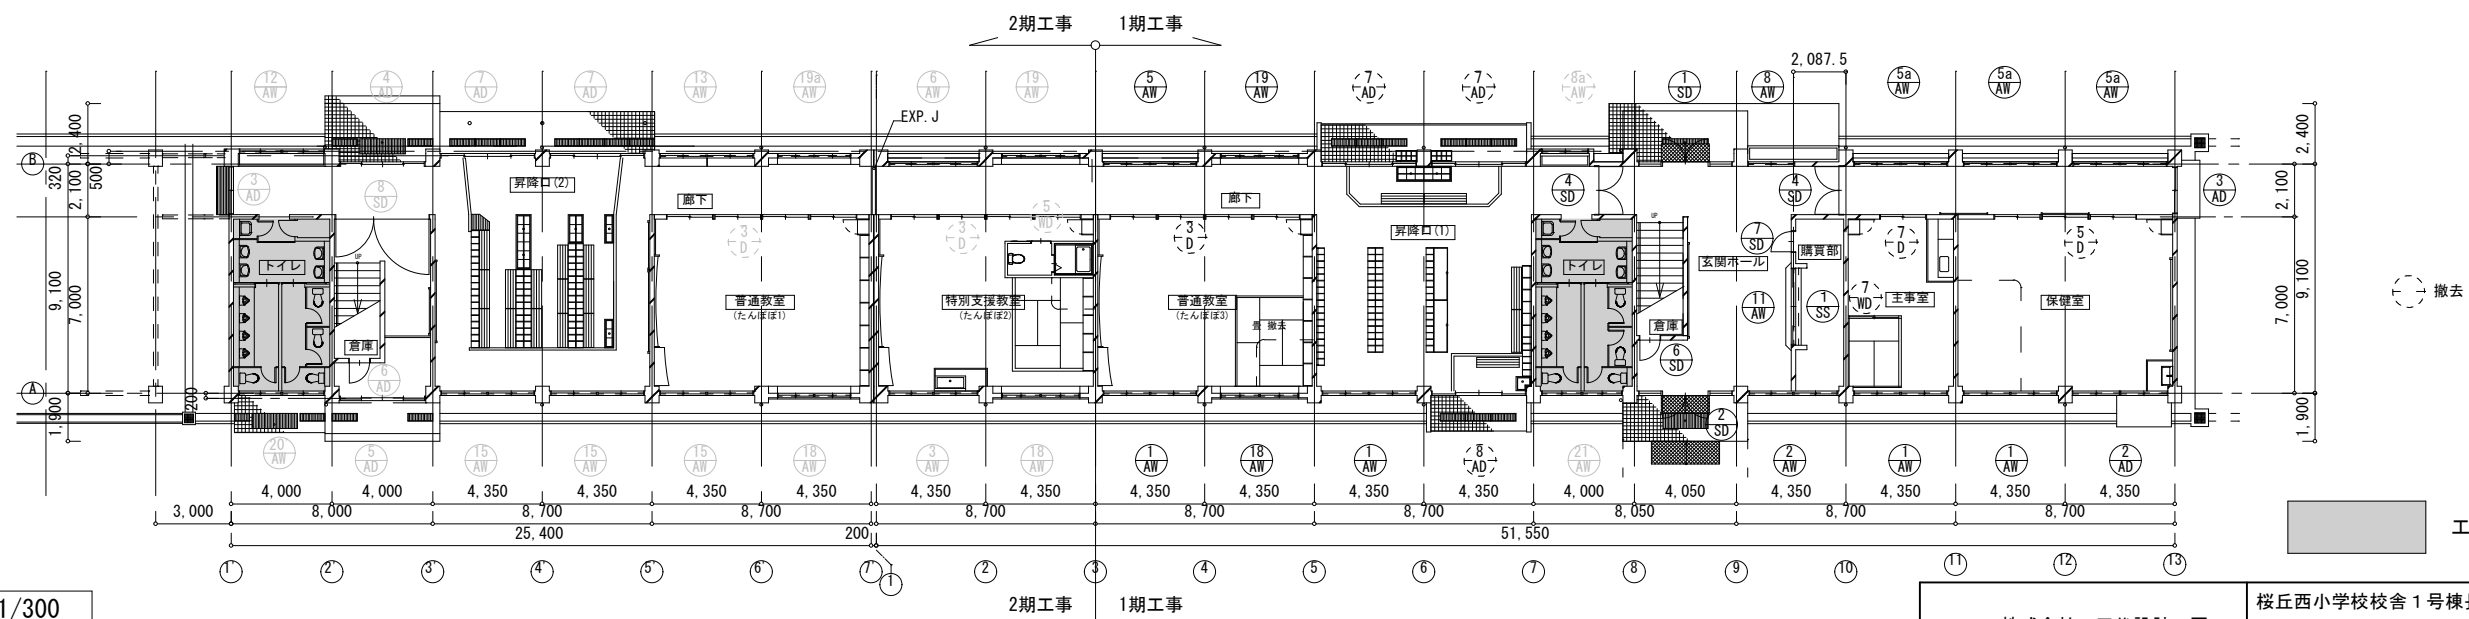 2期工事 1期工事
12 AW
4 AD
7 AD
7 AD
13 AW
19a AW
6 AW
19 AW
5 AW
19 AW
7 AD
7 AD
8a AW
1 SD
8 AW
2,087.5
5a AW
5a AW
5a AW
EXP.J
2,400
320
2,100
500
9,100
7,000
200
1,900
B
A
3 AD
8 SD
昇降口(2)
廊下
5 WD
廊下
4 SD
4 SD
3 AD
2,400
2,100
9,100
7,000
1,900
トイレ
UP
倉庫
6 AD
3 D
普通教室
(たんぽぽ1)
3 D
特別支援教室
(たんぽぽ2)
3 D
普通教室
(たんぽぽ3)
畳 撤去
昇降口(1)
トイレ
UP
倉庫
6 SD
7 SD
玄関ホール
購買部
11 AW
1 SS
7 D
7 WD
主事室
5 D
保健室
撤去
2 SD
20 AW
5 AD
15 AW
15 AW
15 AW
18 AW
3 AW
18 AW
1 AW
18 AW
1 AW
8 AD
21 AW
2 AW
1 AW
1 AW
2 AD
4,000 4,000 4,350 4,350 4,350 4,350 4,350 4,350 4,350 4,350 4,350 4,350 4,000 4,050 4,350 4,350 4,350 4,350
3,000 8,000 8,700 8,700 8,700 8,700 8,700 8,050 8,700 8,700
25,400 200 51,550
1' 2' 3' 4' 5' 6' 7' 1 2 3 4 5 6 7 8 9 10 11 12 13
工
2期工事 1期工事
1/300
桜丘西小学校校舎1号棟